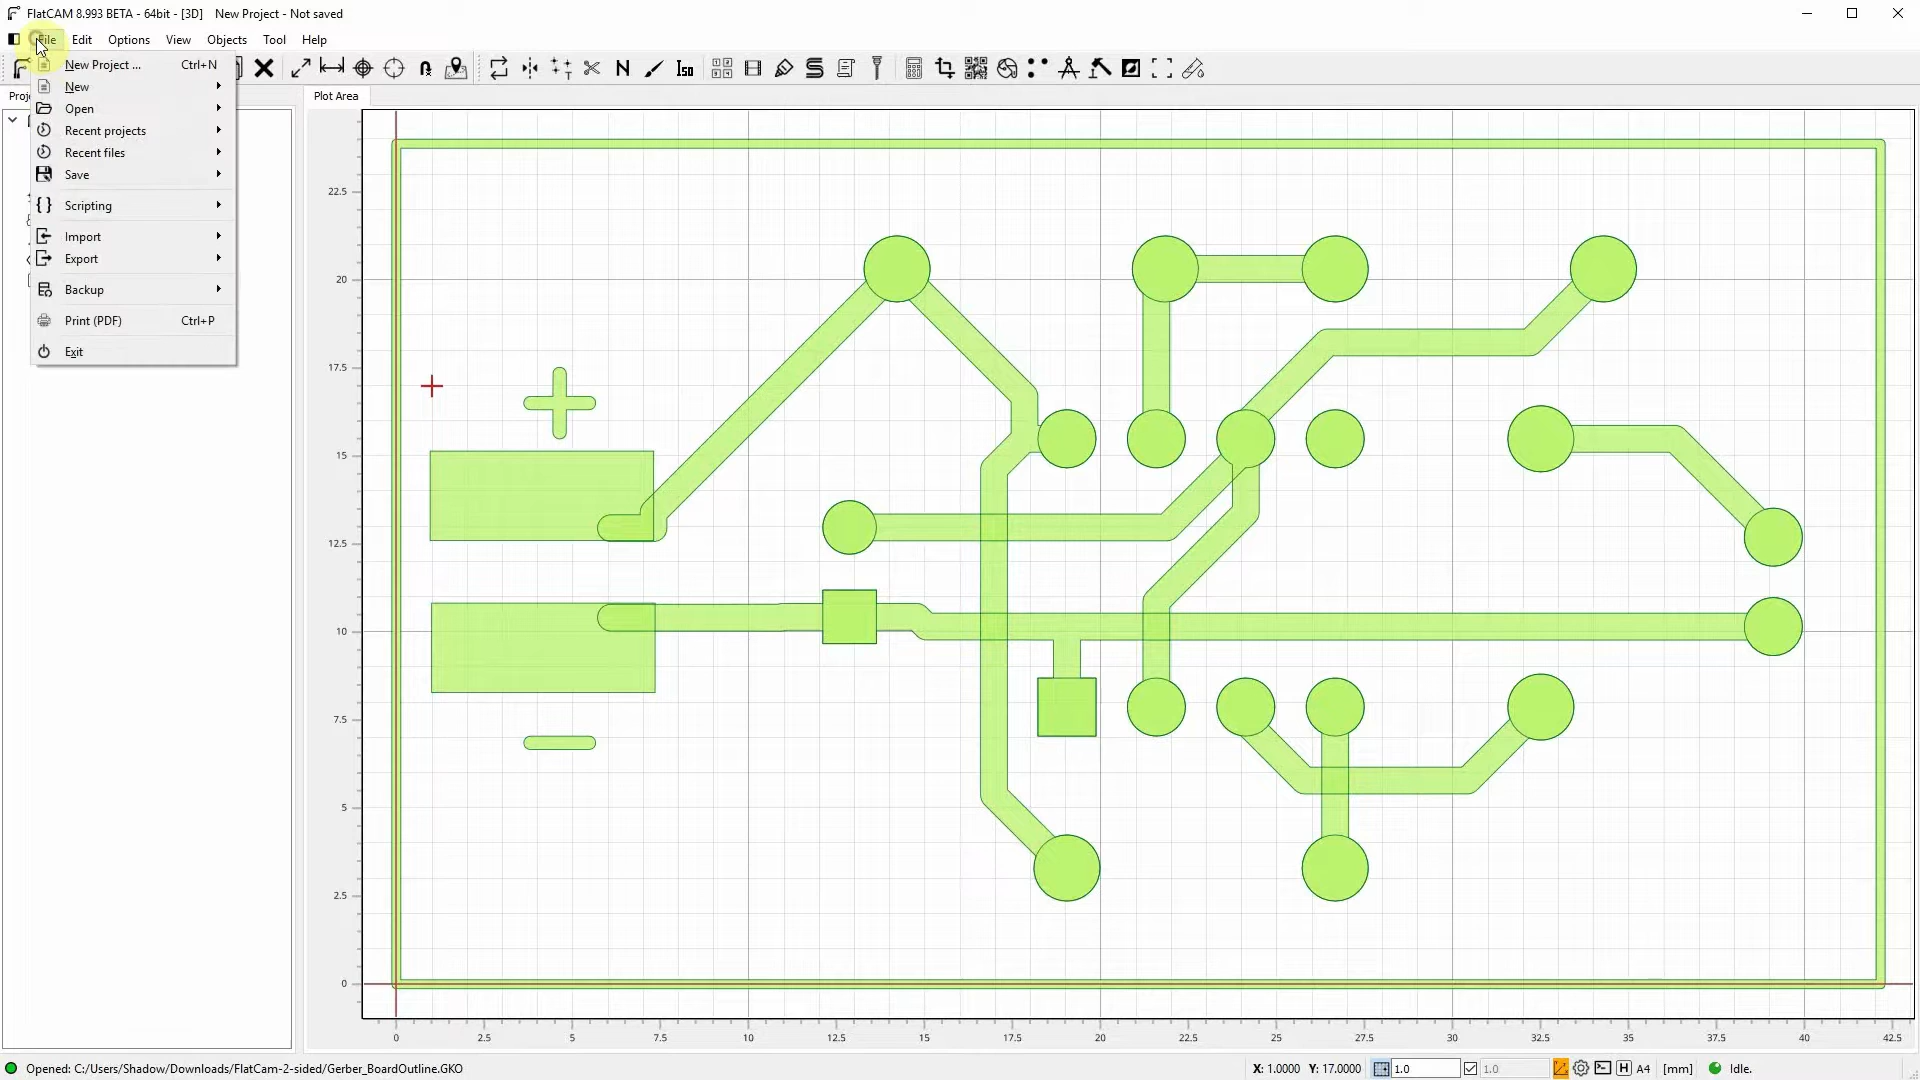 FlatCAM 8.993 BETA - 64bit - [3D]    New Project - Not saved
File Edit Options View Objects Tool Help
New Project ... Ctrl+N
New
Open
Recent projects
Recent files
Save
Scripting
Import
Export
Backup
Print (PDF) Ctrl+P
Exit
N
Iso
Plot Area
22.5
20
17.5
15
12.5
10
7.5
5
2.5
0
0 2.5 5 7.5 10 12.5 15 17.5 20 22.5 25 27.5 30 32.5 35 37.5 40 42.5
Opened: C:/Users/Shadow/Downloads/FlatCam-2-sided/Gerber_BoardOutline.GKO
X: 1.0000 Y: 17.0000 1.0 1.0 H A4 [mm] Idle.